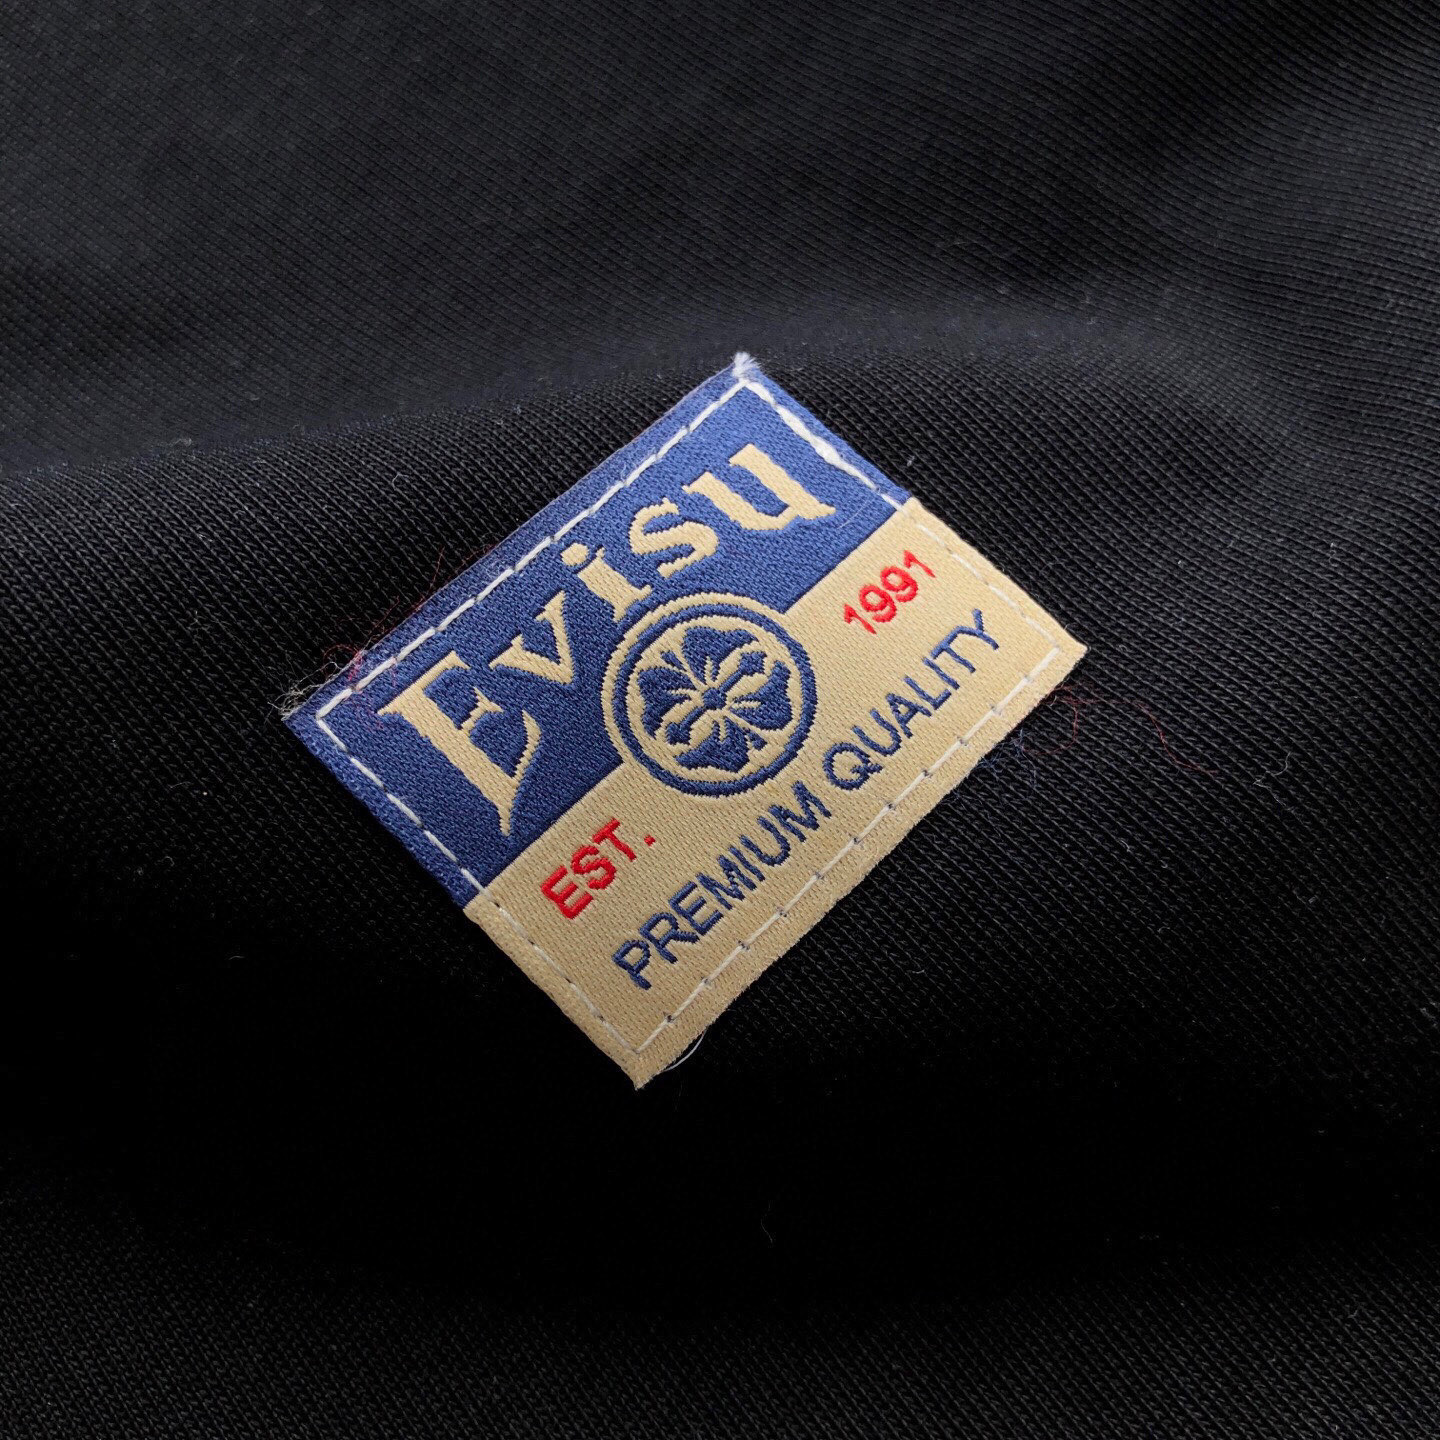 Evisu
EST. 1991
PREMIUM QUALITY